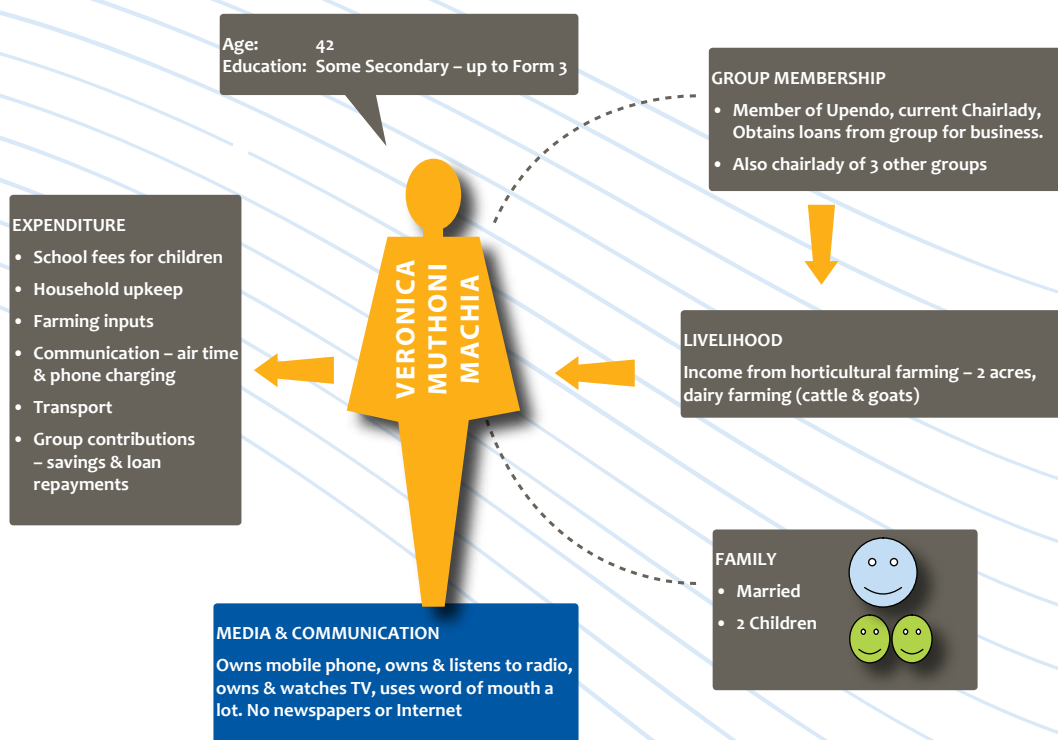 Age: 42
Education: Some Secondary – up to Form 3
GROUP MEMBERSHIP
• Member of Upendo, current Chairlady,
Obtains loans from group for business.
• Also chairlady of 3 other groups
EXPENDITURE
• School fees for children
• Household upkeep
• Farming inputs
• Communication – air time
& phone charging
• Transport
• Group contributions
– savings & loan
repayments
VERONICA
MUTHONI
MACHIA
LIVELIHOOD
Income from horticultural farming – 2 acres,
dairy farming (cattle & goats)
FAMILY
• Married
• 2 Children
MEDIA & COMMUNICATION
Owns mobile phone, owns & listens to radio,
owns & watches TV, uses word of mouth a
lot. No newspapers or Internet